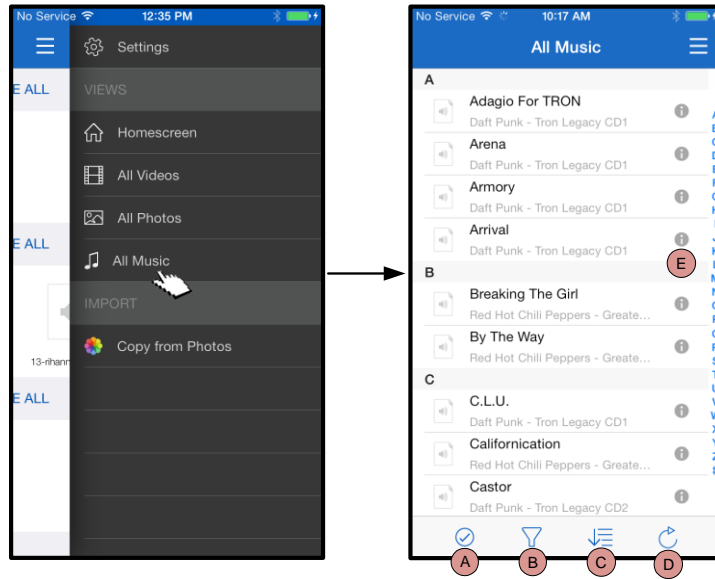 No Service 12:35 PM
Settings
E ALL
VIEWS
Homescreen
All Videos
All Photos
E ALL
All Music
IMPORT
Copy from Photos
13-rihann
E ALL
No Service 10:17 AM
All Music
A
Adagio For TRON
Daft Punk - Tron Legacy CD1
Arena
Daft Punk - Tron Legacy CD1
Armory
Daft Punk - Tron Legacy CD1
Arrival
Daft Punk - Tron Legacy CD1
E
B
Breaking The Girl
Red Hot Chili Peppers - Greate...
By The Way
Red Hot Chili Peppers - Greate...
C
C.L.U.
Daft Punk - Tron Legacy CD1
Californication
Red Hot Chili Peppers - Greate...
Castor
Daft Punk - Tron Legacy CD2
A B C D